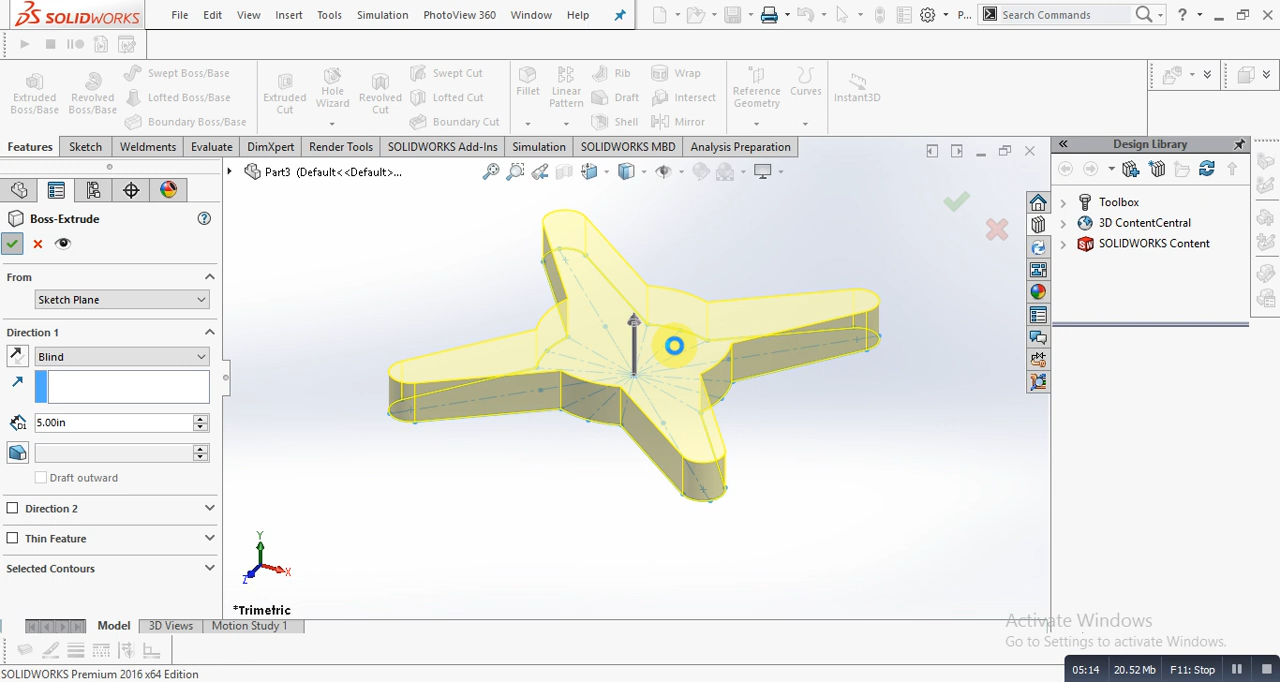 SOLIDWORKS File Edit View Insert Tools Simulation PhotoView 360 Window Help P... Search Commands ?
Extruded Boss/Base
Revolved Boss/Base
Swept Boss/Base
Lofted Boss/Base
Boundary Boss/Base
Extruded Cut
Hole Wizard
Revolved Cut
Swept Cut
Lofted Cut
Boundary Cut
Fillet
Linear Pattern
Rib
Draft
Shell
Wrap
Intersect
Mirror
Reference Geometry
Curves
Instant3D
Features Sketch Weldments Evaluate DimXpert Render Tools SOLIDWORKS Add-Ins Simulati SOLIDWORKS MBD Analysis Preparation
Design Library
Part3 (Default<<Default>...
Toolbox
3D ContentCentral
SOLIDWORKS Content
Boss-Extrude
From
Sketch Plane
Direction 1
Blind
D1
5.00in
Draft outward
Direction 2
Thin Feature
Selected Contours
Y
X
Z
*Trimetric
Model 3D Views Motion Study 1
Activate Windows
Go to Settings to activate Windows.
SOLIDWORKS Premium 2016 x64 Edition
05:14 20.52 Mb F11: Stop